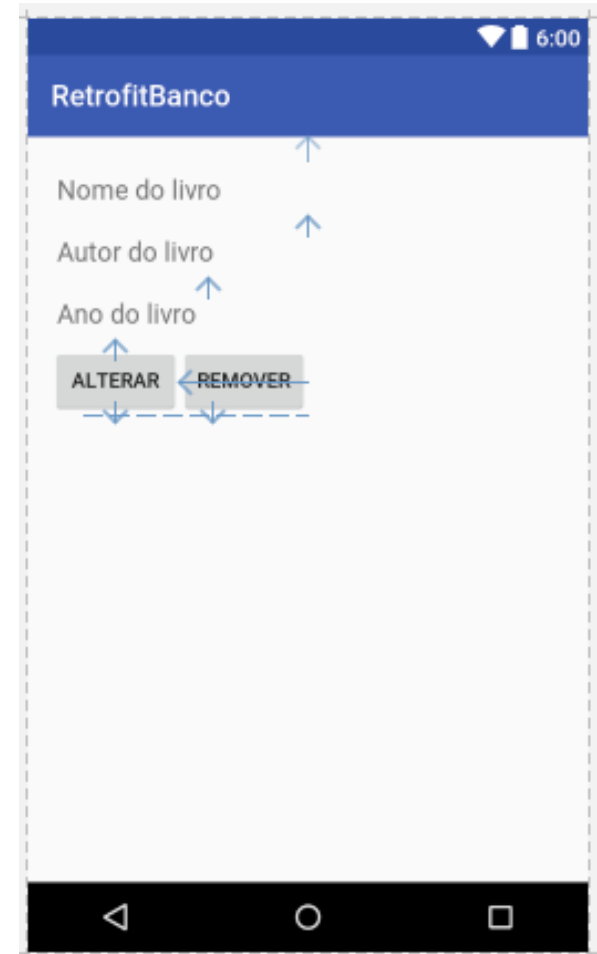 6:00
RetrofitBanco
Nome do livro
Autor do livro
Ano do livro
ALTERAR REMOVER